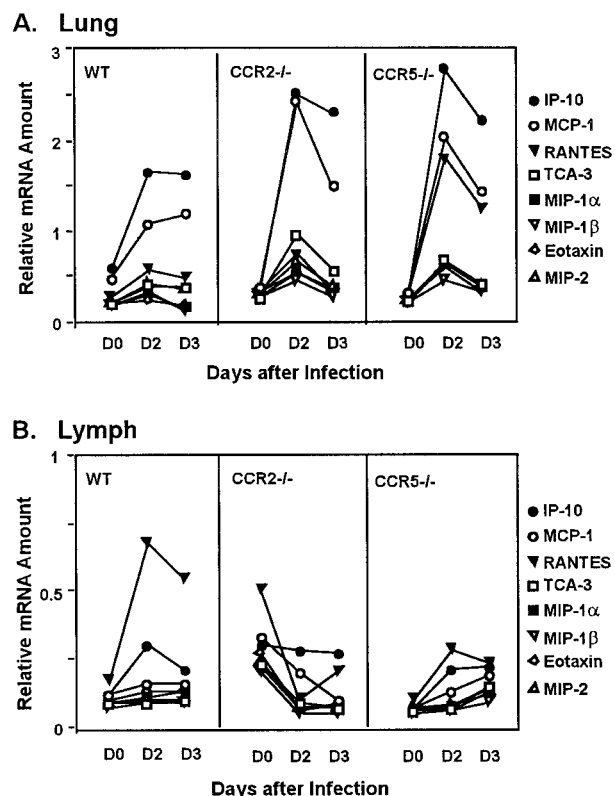 A. Lung
3
2
1
0
Relative mRNA Amount
WT
CCR2-/-
CCR5-/-
D0 D2 D3 D0 D2 D3 D0 D2 D3
Days after Infection
IP-10
MCP-1
RANTES
TCA-3
MIP-1α
MIP-1β
Eotaxin
MIP-2
B. Lymph
1
0.5
0
Relative mRNA Amount
WT
CCR2-/-
CCR5-/-
D0 D2 D3 D0 D2 D3 D0 D2 D3
Days after Infection
IP-10
MCP-1
RANTES
TCA-3
MIP-1α
MIP-1β
Eotaxin
MIP-2